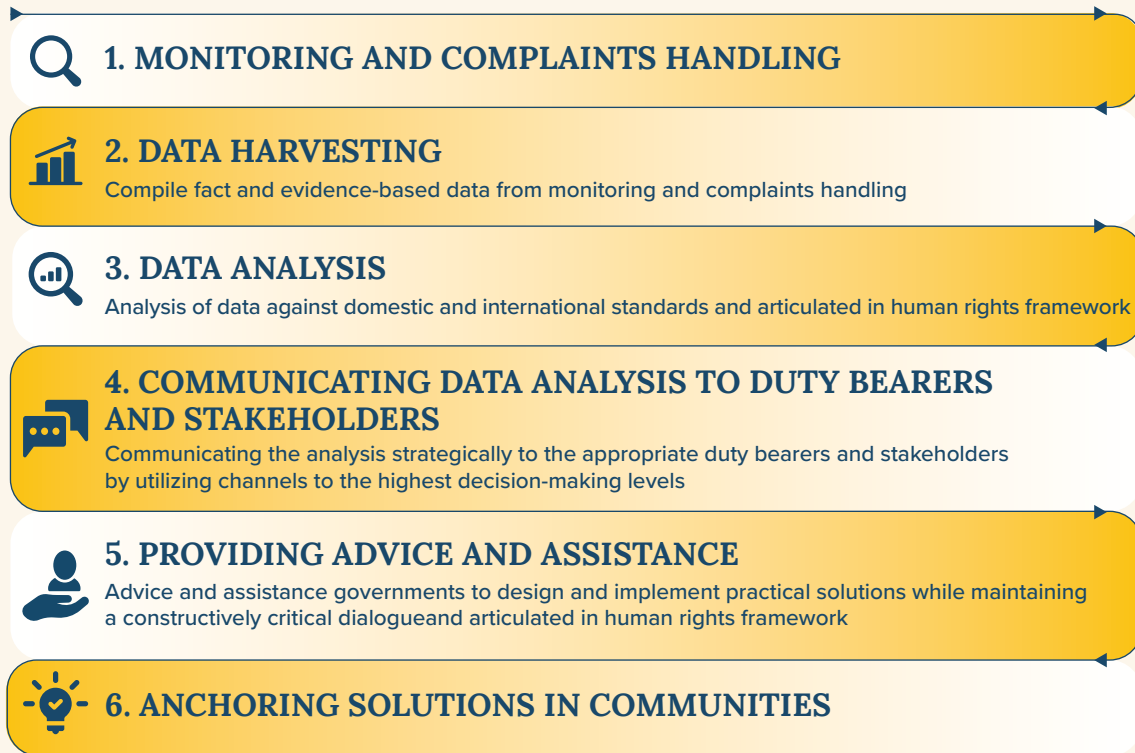 1. MONITORING AND COMPLAINTS HANDLING
2. DATA HARVESTING
Compile fact and evidence-based data from monitoring and complaints handling
3. DATA ANALYSIS
Analysis of data against domestic and international standards and articulated in human rights framework
4. COMMUNICATING DATA ANALYSIS TO DUTY BEARERS
AND STAKEHOLDERS
Communicating the analysis strategically to the appropriate duty bearers and stakeholders
by utilizing channels to the highest decision-making levels
5. PROVIDING ADVICE AND ASSISTANCE
Advice and assistance governments to design and implement practical solutions while maintaining
a constructively critical dialogueand articulated in human rights framework
6. ANCHORING SOLUTIONS IN COMMUNITIES